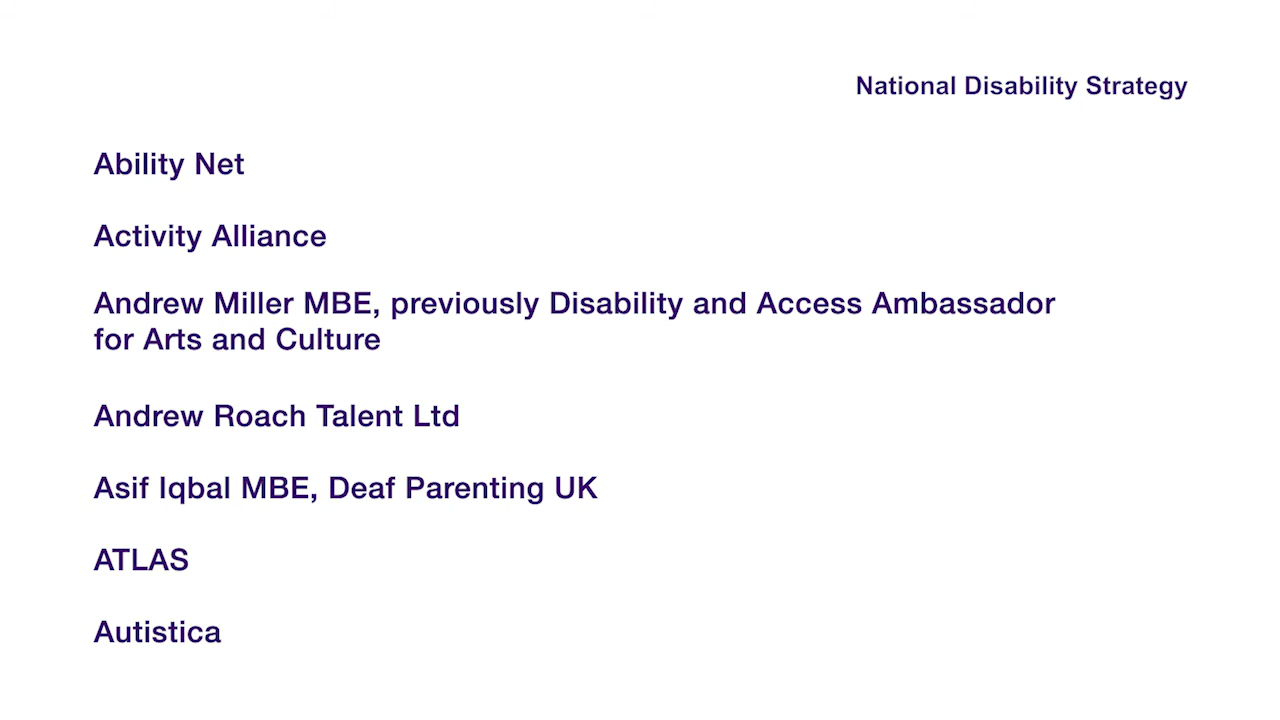 National Disability Strategy
Ability Net
Activity Alliance
Andrew Miller MBE, previously Disability and Access Ambassador
for Arts and Culture
Andrew Roach Talent Ltd
Asif Iqbal MBE, Deaf Parenting UK
ATLAS
Autistica